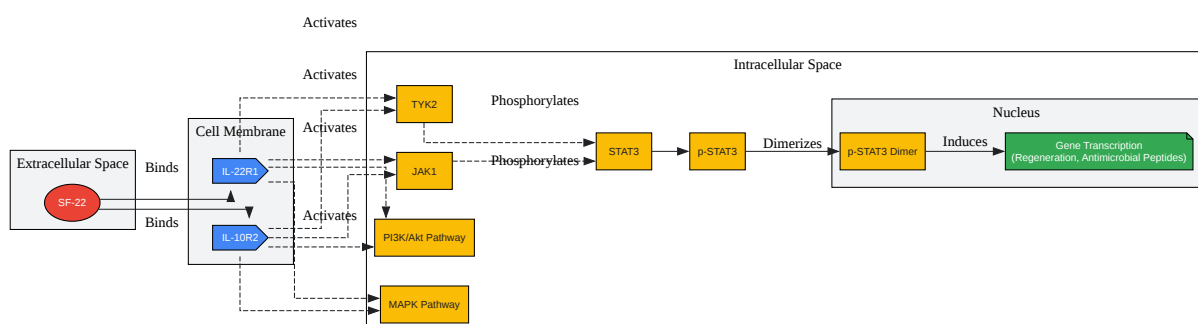 Activates
Activates
Activates
Activates
Extracellular Space
SF-22
Binds
Binds
Cell Membrane
IL-22R1
IL-10R2
Intracellular Space
TYK2
JAK1
PI3K/Akt Pathway
MAPK Pathway
Phosphorylates
Phosphorylates
STAT3
p-STAT3
Dimerizes
Nucleus
p-STAT3 Dimer
Induces
Gene Transcription
(Regeneration, Antimicrobial Peptides)